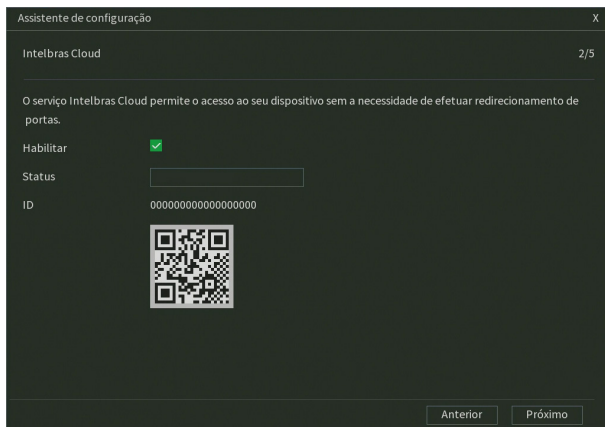 Assistente de configuração X
Intelbras Cloud 2/5
O serviço Intelbras Cloud permite o acesso ao seu dispositivo sem a necessidade de efetuar redirecionamento de
portas.
Habilitar
Status
ID 000000000000000000
Anterior Próximo